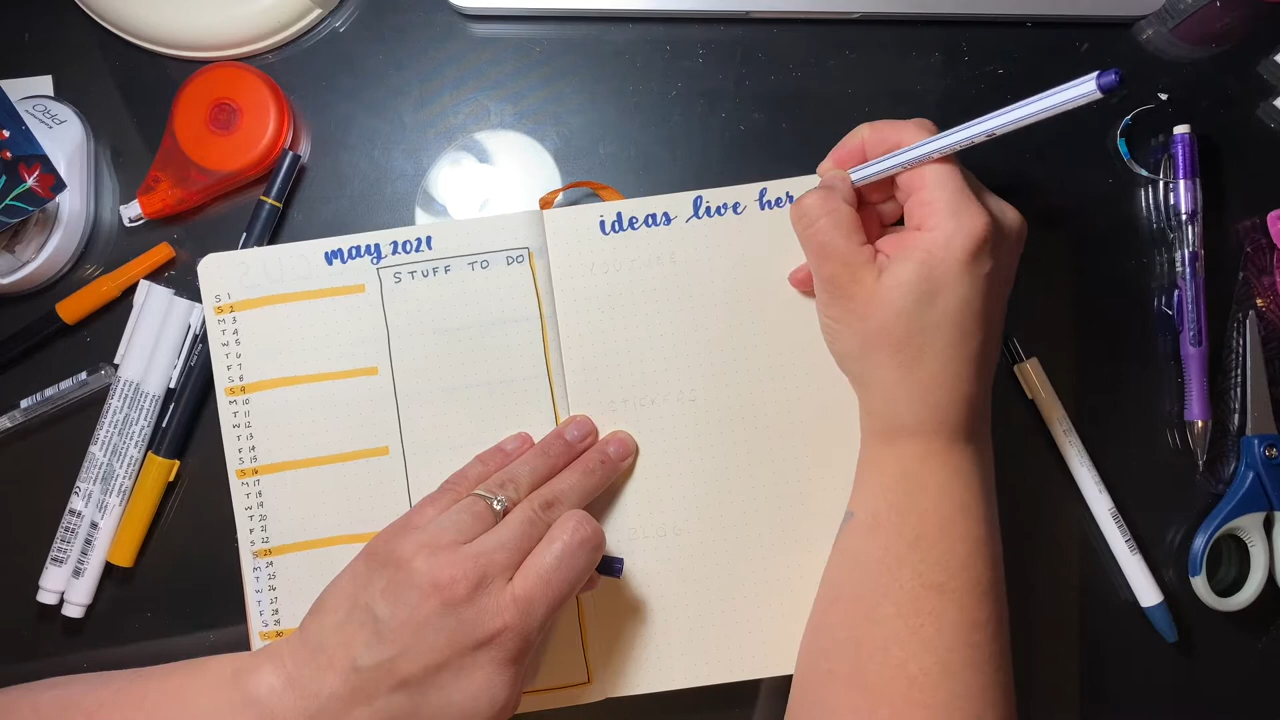 may 2021
S 1
S 2
M 3
T 4
W 5
T 6
F 7
S 8
S 9
M 10
T 11
W 12
T 13
F 14
S 15
S 16
M 17
T 18
W 19
T 20
F 21
S 22
S 23
M 24
T 25
W 26
T 27
F 28
S 29
S 30
STUFF TO DO
ideas live her
YOUTUBE
STICKERS
BLOG
PRO